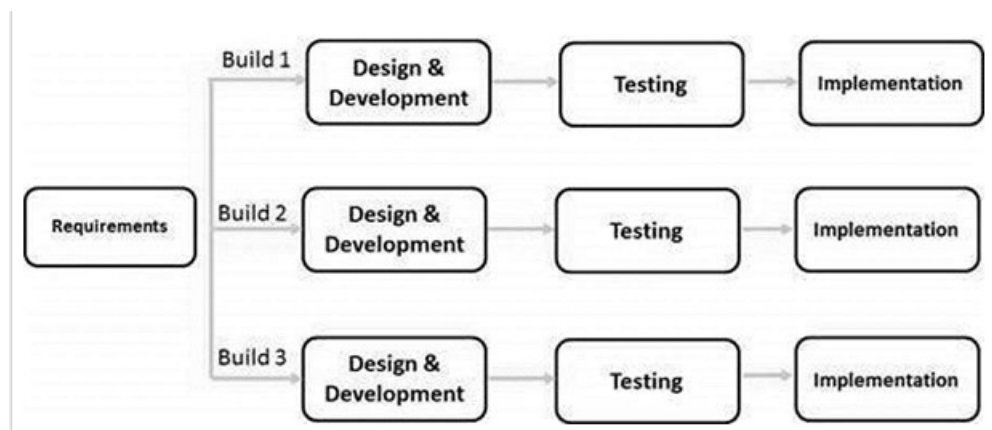 Build 1
Design &
Development
Testing
Implementation
Requirements
Build 2
Design &
Development
Testing
Implementation
Build 3
Design &
Development
Testing
Implementation